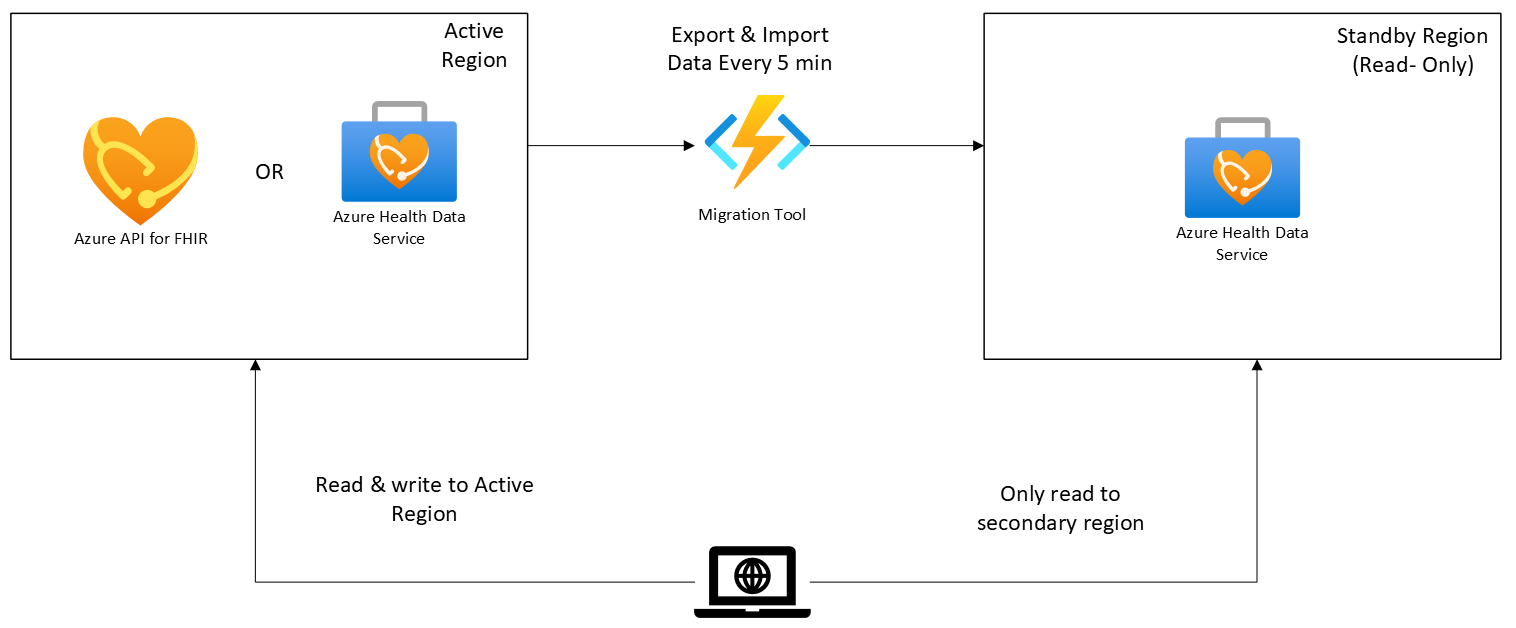 Active
Region
Azure API for FHIR
OR
Azure Health Data
Service
Export & Import
Data Every 5 min
Migration Tool
Standby Region
(Read- Only)
Azure Health Data
Service
Read & write to Active
Region
Only read to
secondary region